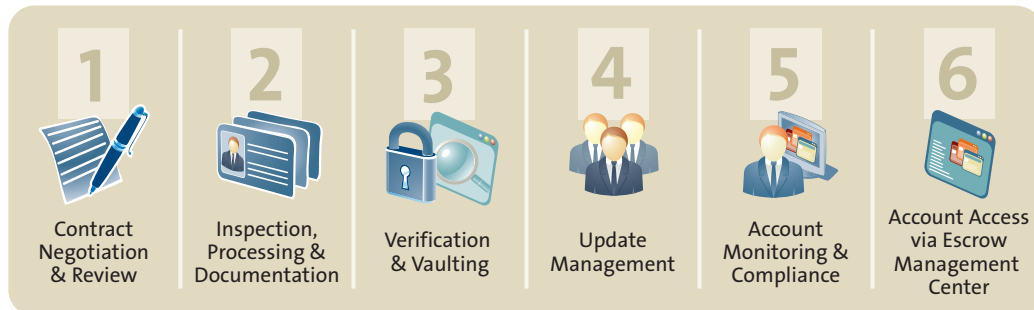 1
Contract
Negotiation
& Review
2
Inspection,
Processing &
Documentation
3
Verification
& Vaulting
4
Update
Management
5
Account
Monitoring &
Compliance
6
Account Access
via Escrow
Management
Center